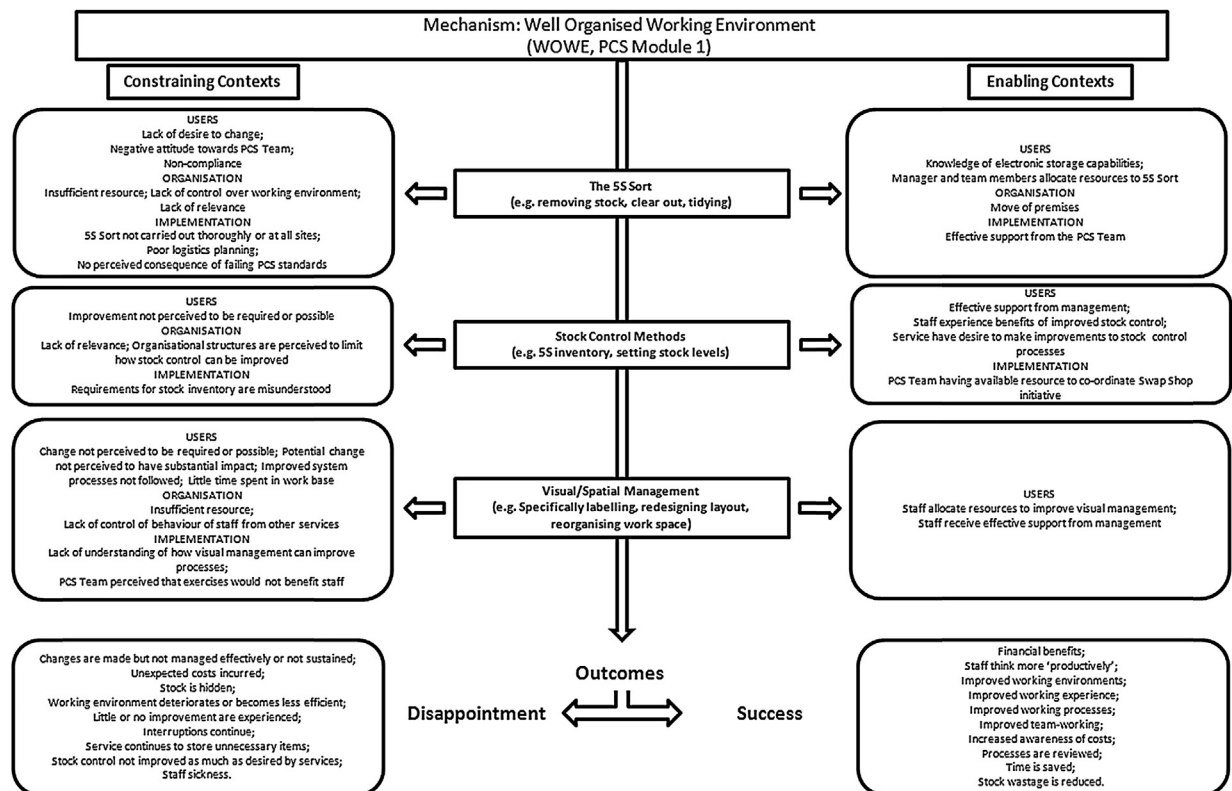 Mechanism: Well Organised Working Environment
(WOWE, PCS Module 1)
Constraining Contexts
Enabling Contexts
USERS
Lack of desire to change;
Negative attitude towards PCS Team;
Non-compliance
ORGANISATION
Insufficient resource; Lack of control over working environment;
Lack of relevance
IMPLEMENTATION
5S Sort not carried out thoroughly or at all sites;
Poor logistics planning;
No perceived consequence of failing PCS standards
The 5S Sort
(e.g. removing stock, clear out, tidying)
USERS
Knowledge of electronic storage capabilities;
Manager and team members allocate resources to 5S Sort
ORGANISATION
Move of premises
IMPLEMENTATION
Effective support from the PCS Team
USERS
Improvement not perceived to be required or possible
ORGANISATION
Lack of relevance; Organisational structures are perceived to limit
how stock control can be improved
IMPLEMENTATION
Requirements for stock inventory are misunderstood
Stock Control Methods
(e.g. 5S inventory, setting stock levels)
USERS
Effective support from management;
Staff experience benefits of improved stock control;
Service have desire to make improvements to stock control
processes
IMPLEMENTATION
PCS Team having available resource to co-ordinate Swap Shop
initiative
USERS
Change not perceived to be required or possible; Potential change
not perceived to have substantial impact; Improved system
processes not followed; Little time spent in work base
ORGANISATION
Insufficient resource;
Lack of control of behaviour of staff from other services
IMPLEMENTATION
Lack of understanding of how visual management can improve
processes;
PCS Team perceived that exercises would not benefit staff
Visual/Spatial Management
(e.g. Specifically labelling, redesigning layout,
reorganising work space)
USERS
Staff allocate resources to improve visual management;
Staff receive effective support from management
Changes are made but not managed effectively or not sustained;
Unexpected costs incurred;
Stock is hidden;
Working environment deteriorates or becomes less efficient;
Little or no improvement are experienced;
Interruptions continue;
Service continues to store unnecessary items;
Stock control not improved as much as desired by services;
Staff sickness.
Outcomes
Disappointment
Success
Financial benefits;
Staff think more 'productively';
Improved working environments;
Improved working experience;
Improved working processes;
Improved team-working;
Increased awareness of costs;
Processes are reviewed;
Time is saved;
Stock wastage is reduced.